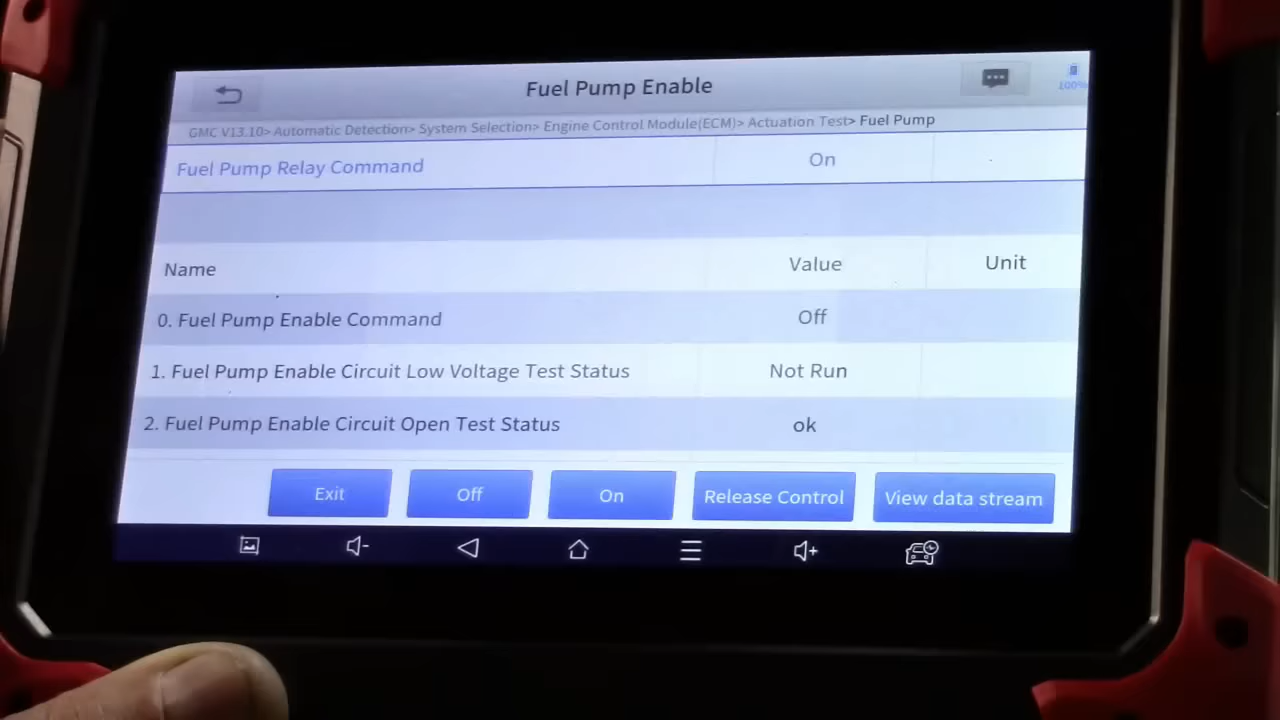 Fuel Pump Enable
100%
GMC V13.10> Automatic Detection> System Selection> Engine Control Module(ECM)> Actuation Test> Fuel Pump
Fuel Pump Relay Command On
Name Value Unit
0. Fuel Pump Enable Command Off
1. Fuel Pump Enable Circuit Low Voltage Test Status Not Run
2. Fuel Pump Enable Circuit Open Test Status ok
Exit Off On Release Control View data stream